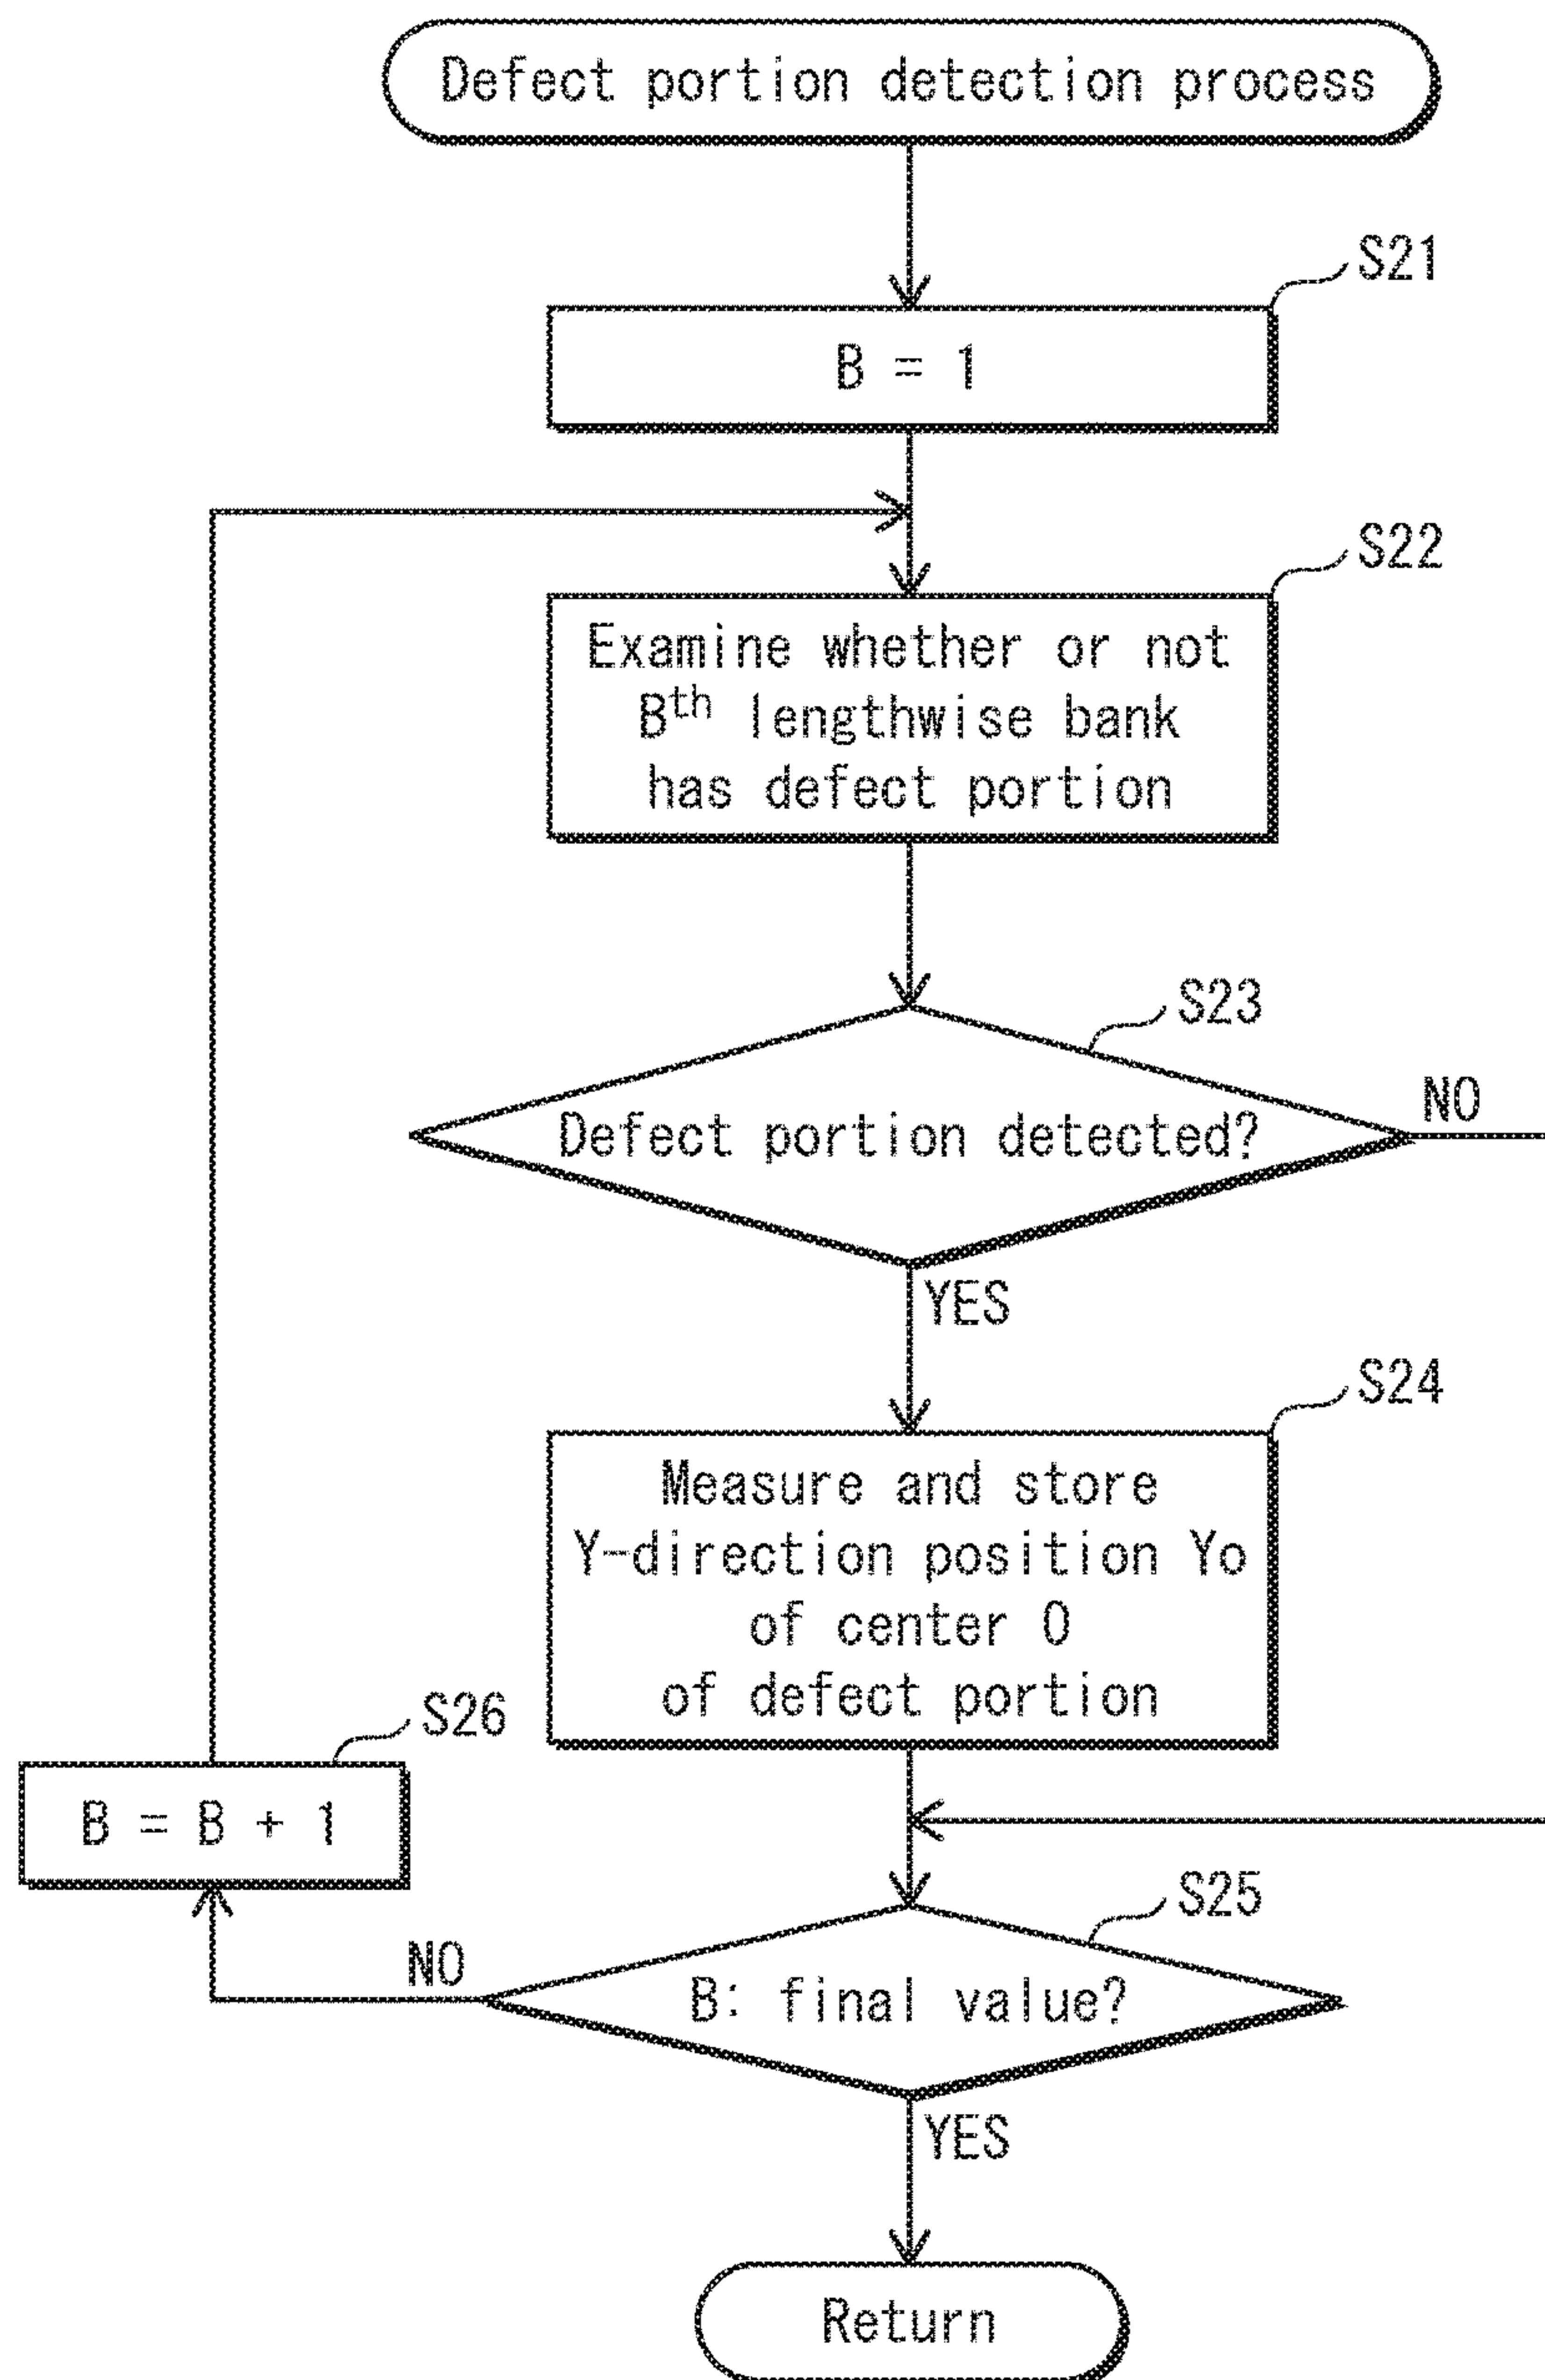 Defect portion detection process
S21
B = 1
S22
Examine whether or not
Bth lengthwise bank
has defect portion
S23
Defect portion detected?
NO
YES
S24
Measure and store
Y-direction position Yo
of center O
of defect portion
S26
B = B + 1
S25
B: final value?
NO
YES
Return